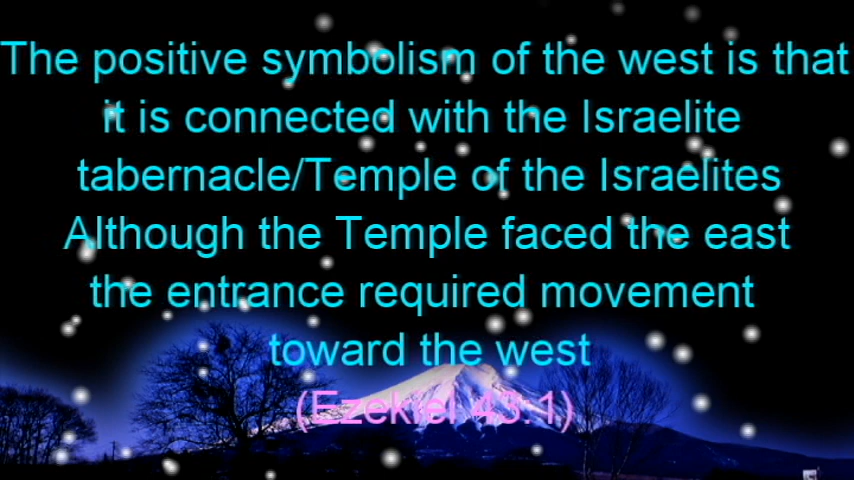 The positive symbolism of the west is that
it is connected with the Israelite
tabernacle/Temple of the Israelites
Although the Temple faced the east
the entrance required movement
toward the west
(Ezekiel 43:1)